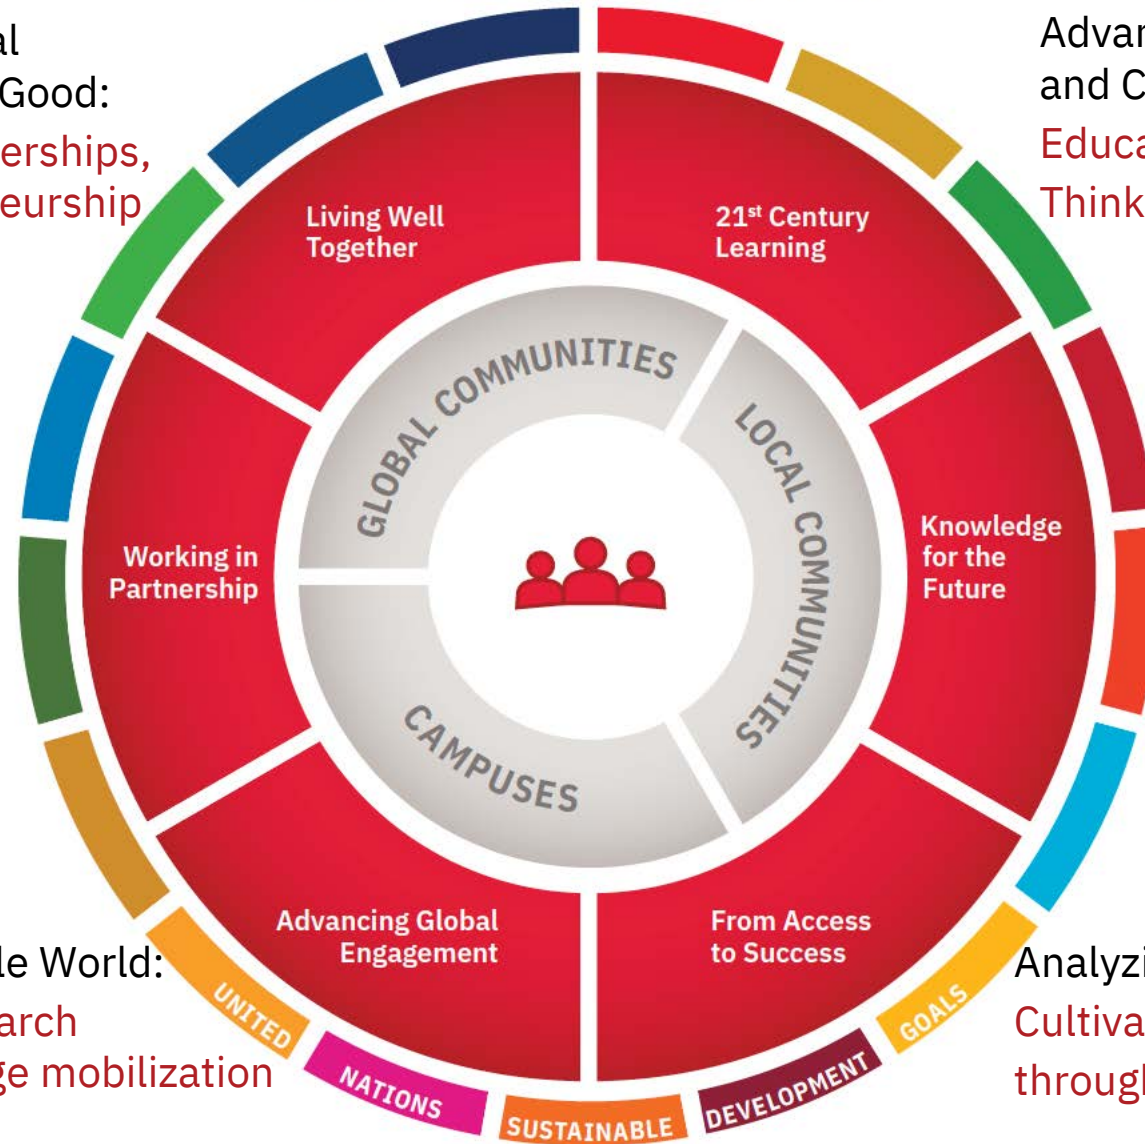 al
Good:
erships,
eurship
Advan
and C
Educa
Think
Living Well
Together
21st Century
Learning
GLOBAL COMMUNITIES
LOCAL COMMUNITIES
Working in
Partnership
Knowledge
for the
Future
CAMPUSES
Advancing Global
Engagement
From Access
to Success
le World:
arch
ge mobilization
Analyzi
Cultiva
through
UNITED
NATIONS
SUSTAINABLE
DEVELOPMENT
GOALS